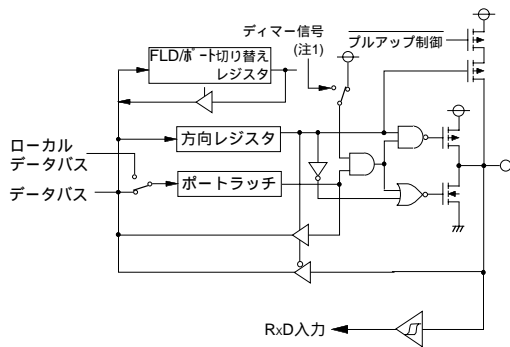 ディマー信号
(注1)
プルアップ制御
FLD/ポート切り替え
レジスタ
方向レジスタ
ローカル
データバス
データバス
ポートラッチ
RxD入力